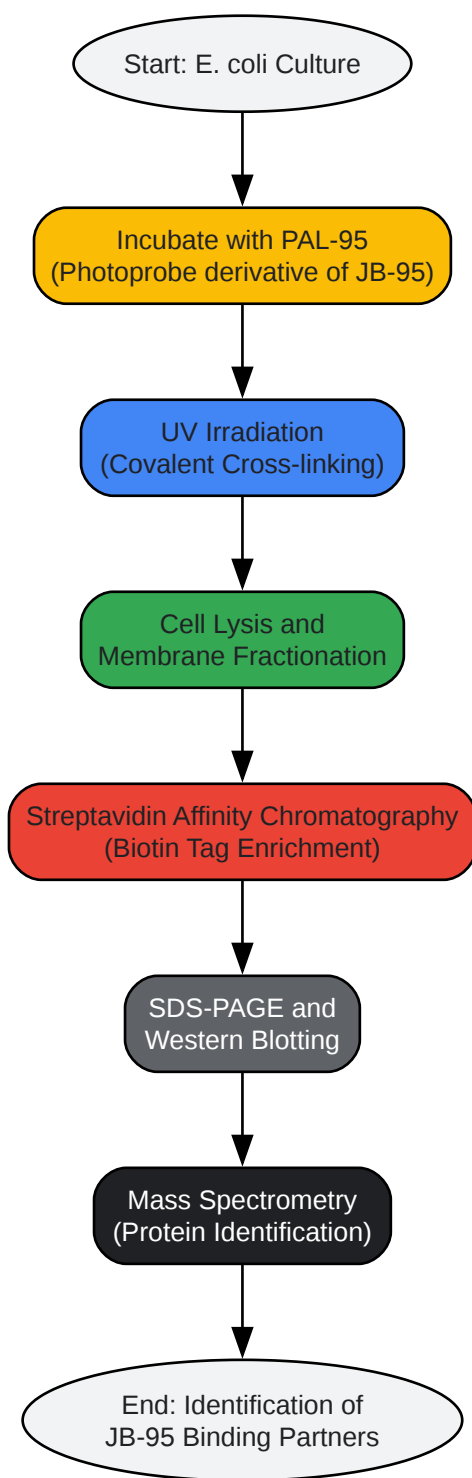 Start: E. coli Culture
Incubate with PAL-95
(Photoprobe derivative of JB-95)
UV Irradiation
(Covalent Cross-linking)
Cell Lysis and
Membrane Fractionation
Streptavidin Affinity Chromatography
(Biotin Tag Enrichment)
SDS-PAGE and
Western Blotting
Mass Spectrometry
(Protein Identification)
End: Identification of
JB-95 Binding Partners